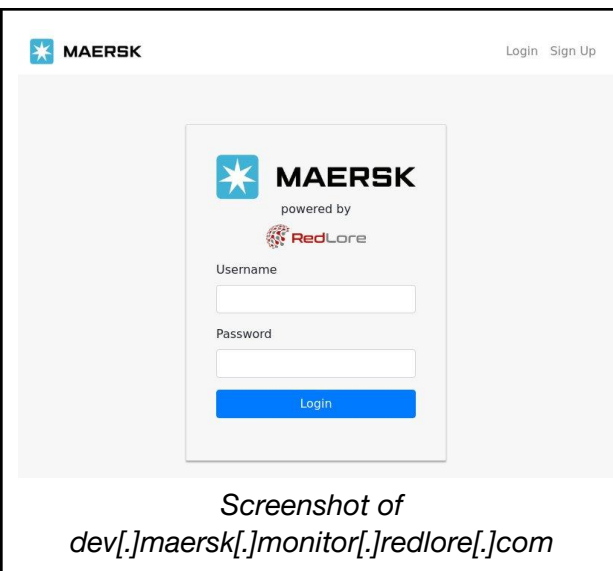 MAERSK
Login Sign Up
MAERSK
powered by
RedLore
Username
Password
Login
Screenshot of
dev[.]maersk[.]monitor[.]redlore[.]com